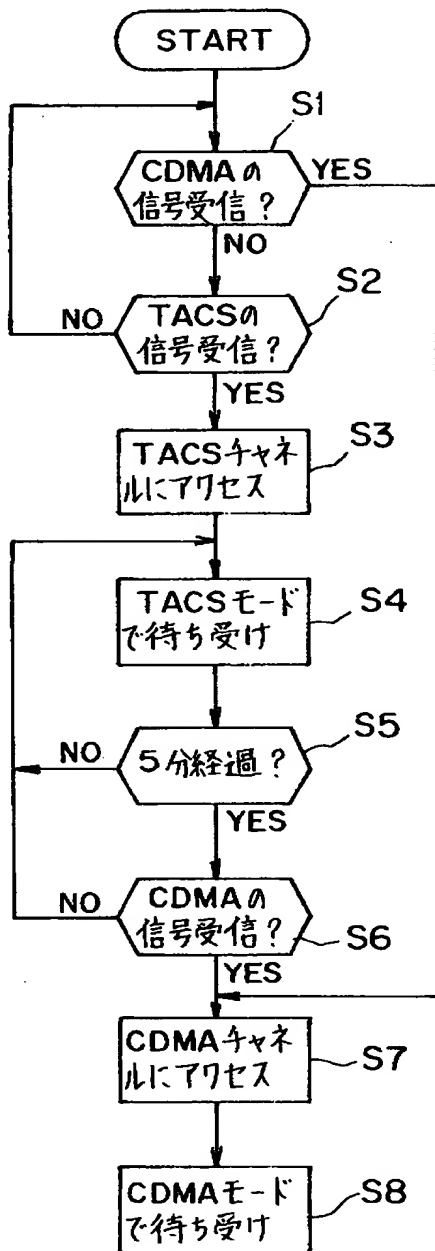 START
S1
CDMAの
信号受信?
YES
NO
S2
TACSの
信号受信?
NO
YES
S3
TACSチャネ
ルにアクセス
S4
TACSモード
で待ち受け
S5
5分経過?
NO
YES
CDMAの
信号受信?
NO
S6
YES
S7
CDMAチャネ
ルにアクセス
S8
CDMAモード
で待ち受け